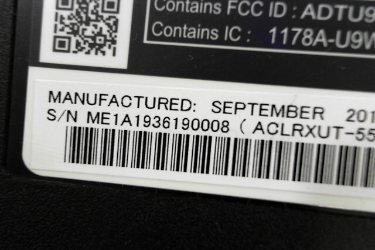 Contains FCC ID : ADTU9
Contains IC : 1178A-U9W
MANUFACTURED: SEPTEMBER 201
S/N ME1A1936190008 ( ACLRXUT-55